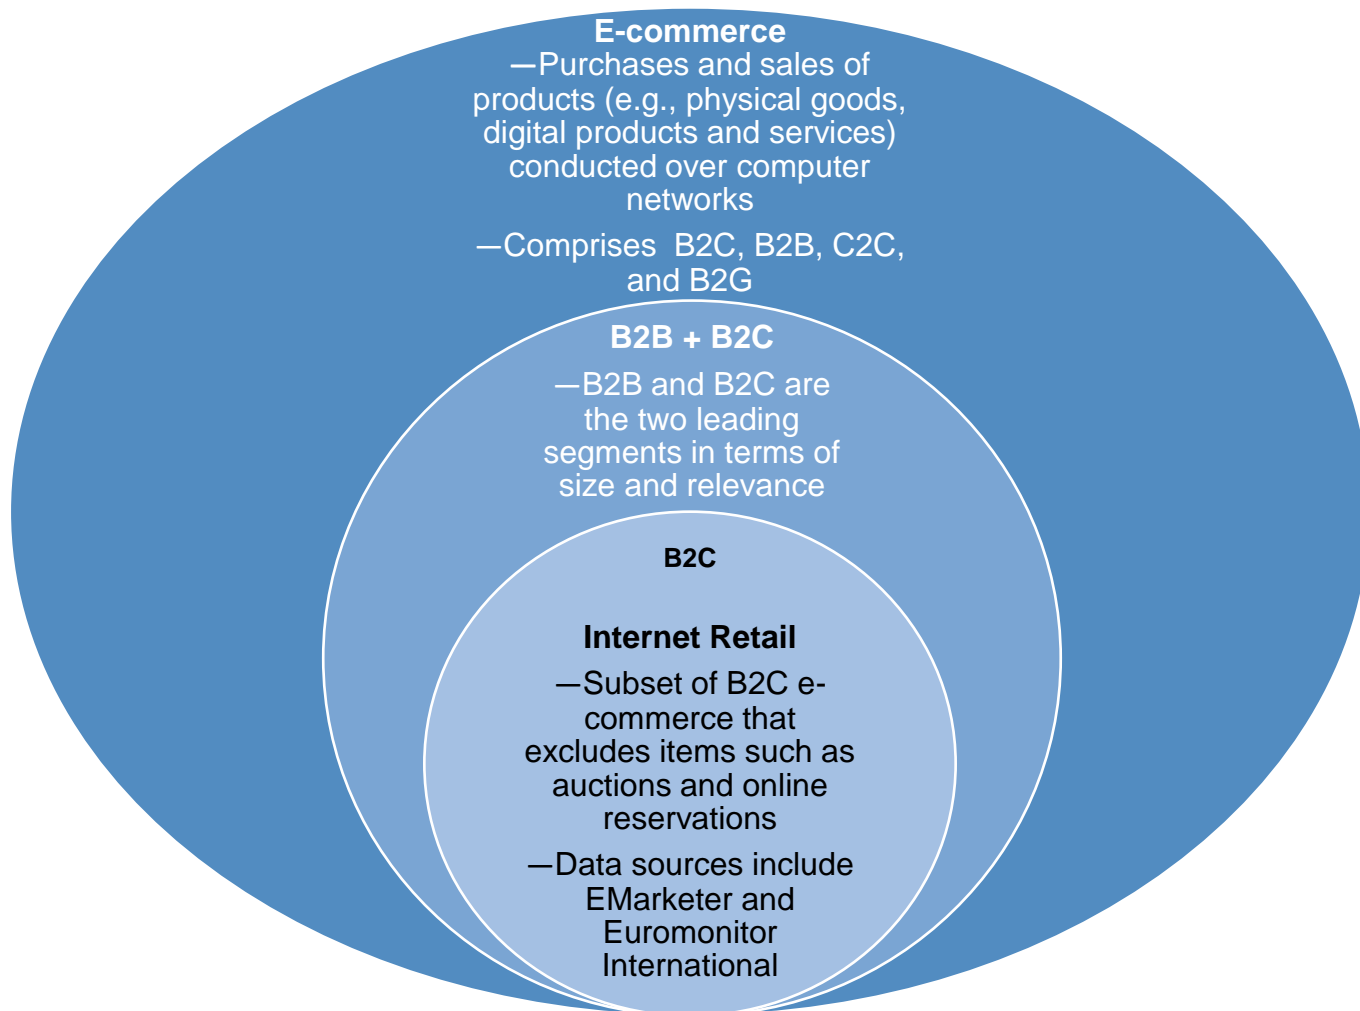 E-commerce
—Purchases and sales of
products (e.g., physical goods,
digital products and services)
conducted over computer
networks
—Comprises  B2C, B2B, C2C,
and B2G
B2B + B2C
—B2B and B2C are
the two leading
segments in terms of
size and relevance
B2C
Internet Retail
—Subset of B2C e-
commerce that
excludes items such as
auctions and online
reservations
—Data sources include
EMarketer and
Euromonitor
International